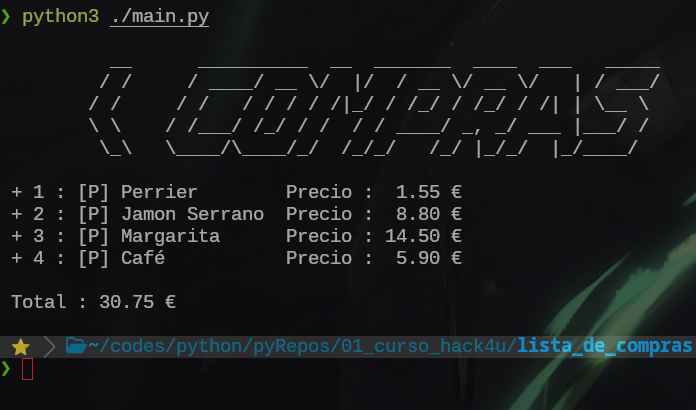 ❯ python3 ./main.py
< COMPRAS
+ 1 : [P] Perrier Precio : 1.55 €
+ 2 : [P] Jamon Serrano Precio : 8.80 €
+ 3 : [P] Margarita Precio : 14.50 €
+ 4 : [P] Café Precio : 5.90 €
Total : 30.75 €
~/codes/python/pyRepos/01_curso_hack4u/lista_de_compras
❯